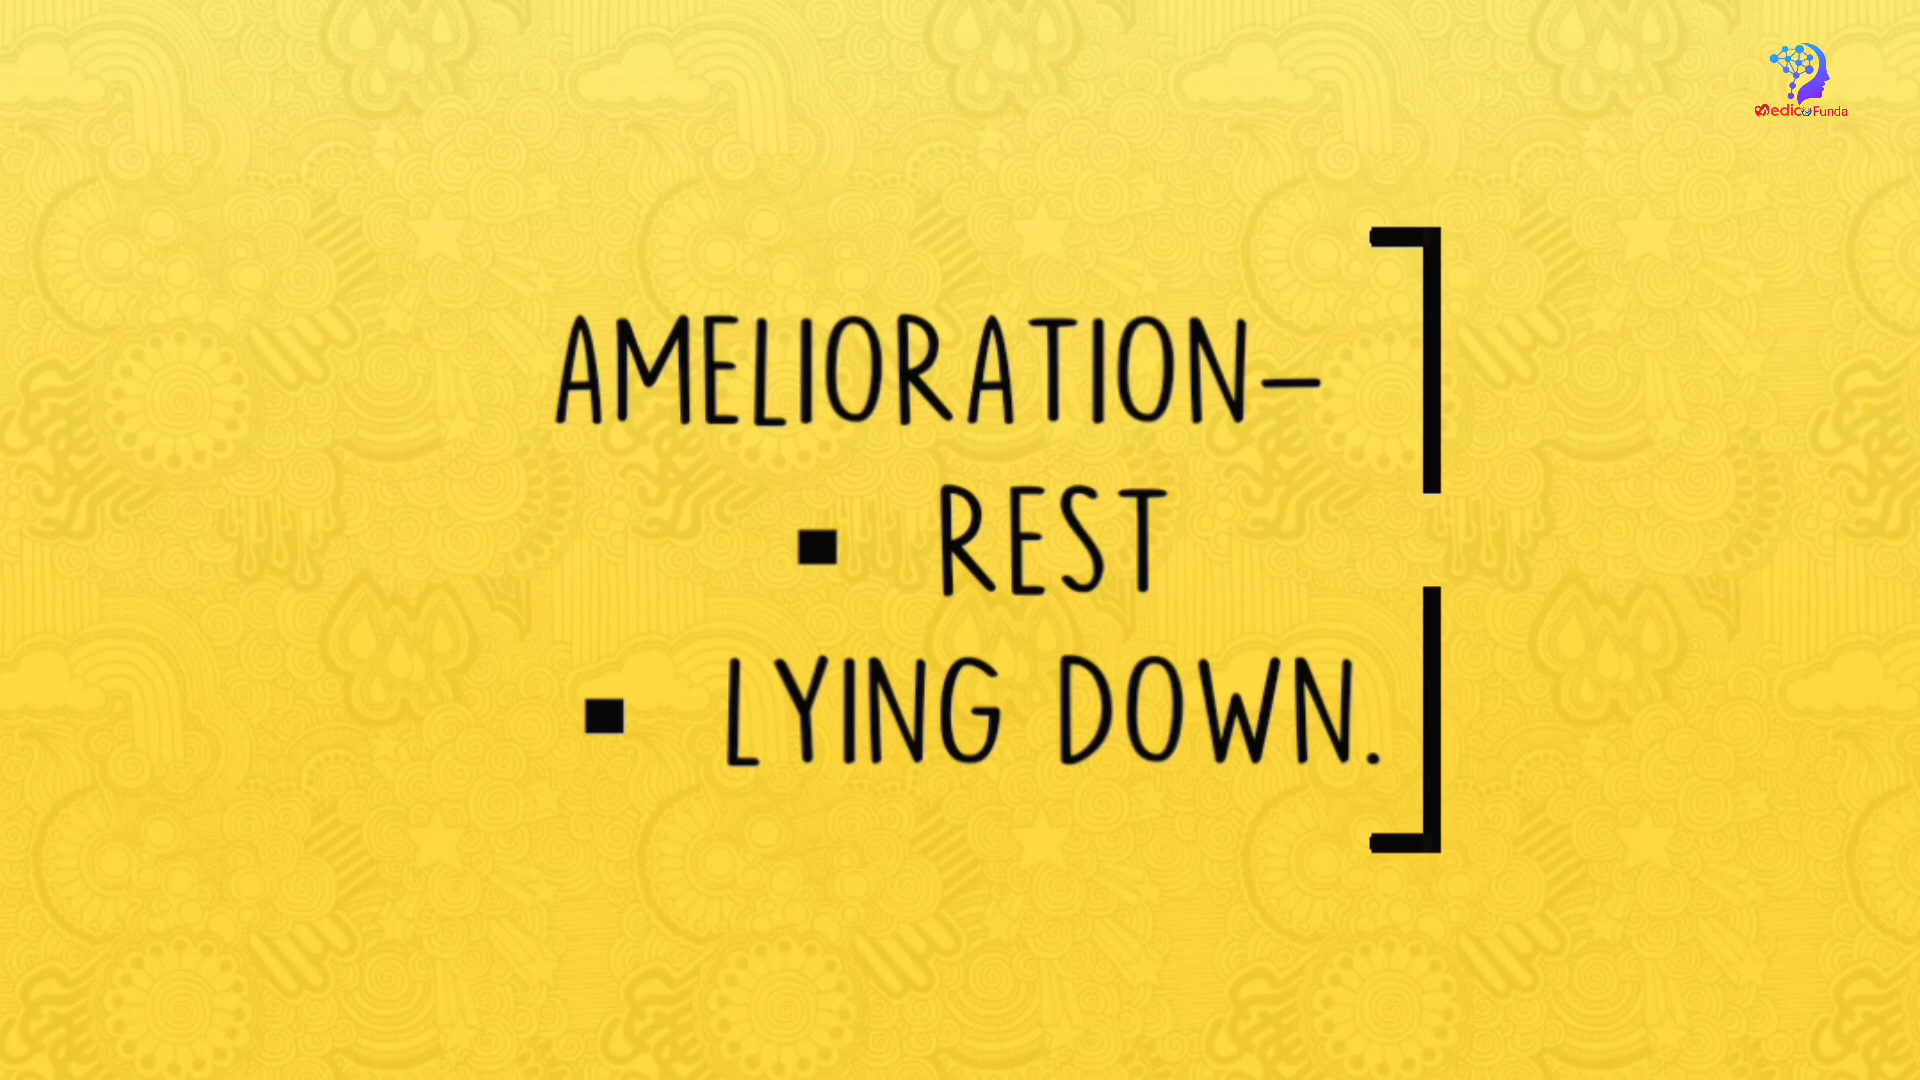 Medico Funda
AMELIORATION–
▪ REST
▪ LYING DOWN.